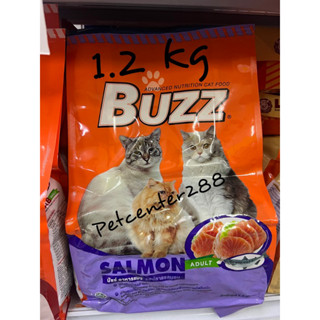 1.2 kg
ADVANCED NUTRITION CAT FOOD
BUZZ
Petcenter288
SALMON
ADULT